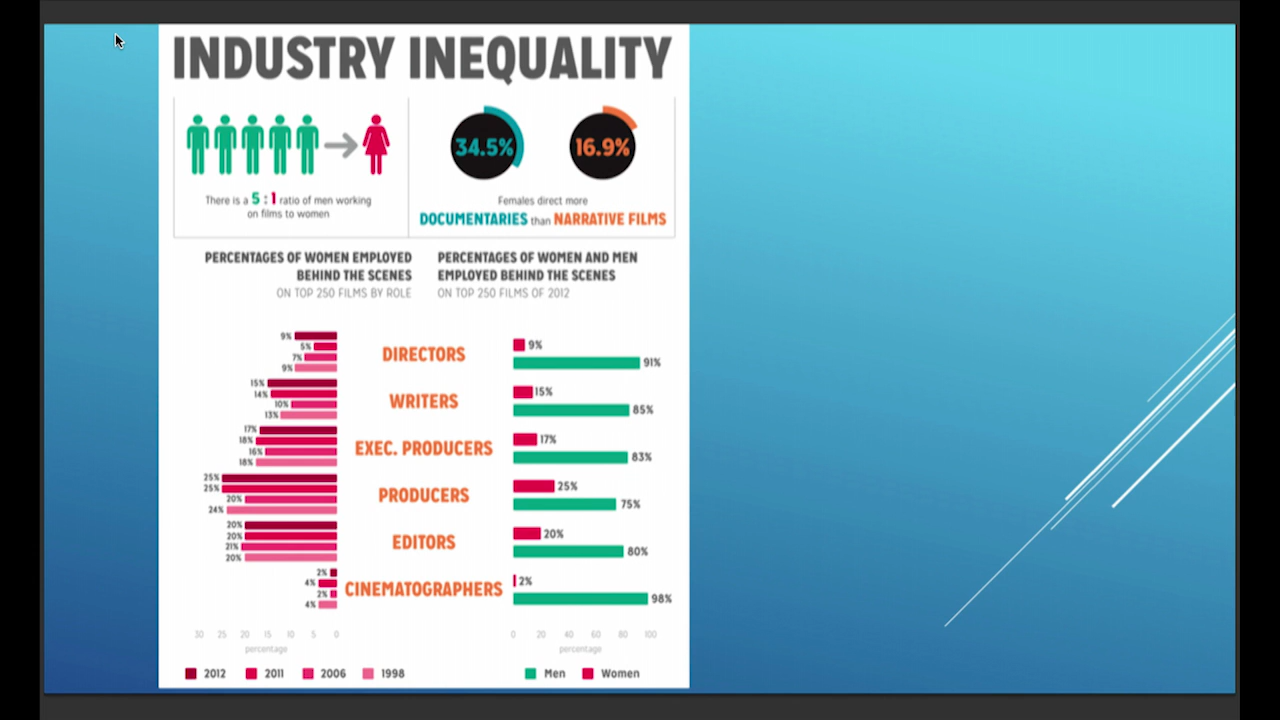 INDUSTRY INEQUALITY
There is a 5 : 1 ratio of men working
on films to women
34.5%
16.9%
Females direct more
DOCUMENTARIES than NARRATIVE FILMS
PERCENTAGES OF WOMEN EMPLOYED
BEHIND THE SCENES
ON TOP 250 FILMS BY ROLE
PERCENTAGES OF WOMEN AND MEN
EMPLOYED BEHIND THE SCENES
ON TOP 250 FILMS OF 2012
9%
5%
7%
9%
DIRECTORS
9%
91%
15%
14%
10%
13%
WRITERS
15%
85%
17%
18%
16%
18%
EXEC. PRODUCERS
17%
83%
25%
25%
20%
24%
PRODUCERS
25%
75%
20%
20%
21%
20%
EDITORS
20%
80%
2%
4%
2%
4%
CINEMATOGRAPHERS
2%
98%
30 25 20 15 10 5 0
percentage
0 20 40 60 80 100
percentage
2012 2011 2006 1998
Men Women